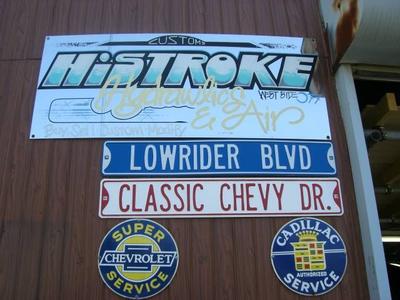 CUSTOMS
HiSTROKE
Hydraulics
WEST SIDE
& Air
Buy Sell Custom Modify
LOWRIDER BLVD
CLASSIC CHEVY DR.
SUPER
CHEVROLET
SERVICE
CADILLAC
AUTHORIZED
SERVICE